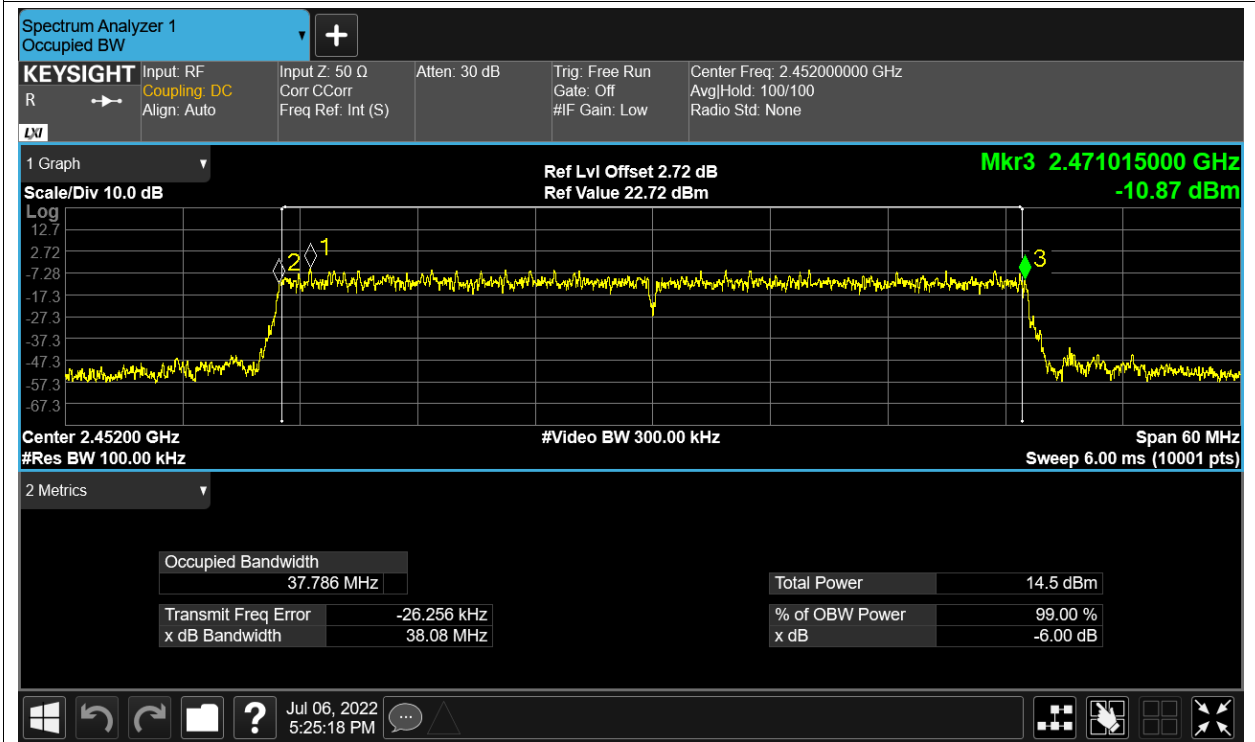 Spectrum Analyzer 1
Occupied BW
KEYSIGHT
R
LXI
Input: RF
Coupling: DC
Align: Auto
Input Z: 50 Ω
Corr CCorr
Freq Ref: Int (S)
Atten: 30 dB
Trig: Free Run
Gate: Off
#IF Gain: Low
Center Freq: 2.452000000 GHz
Avg|Hold: 100/100
Radio Std: None
1 Graph
Scale/Div 10.0 dB
Ref Lvl Offset 2.72 dB
Ref Value 22.72 dBm
Mkr3 2.471015000 GHz
-10.87 dBm
Log
12.7
2.72
-7.28
-17.3
-27.3
-37.3
-47.3
-57.3
-67.3
2
1
3
Center 2.45200 GHz
#Video BW 300.00 kHz
Span 60 MHz
#Res BW 100.00 kHz
Sweep 6.00 ms (10001 pts)
2 Metrics
Occupied Bandwidth
37.786 MHz
Transmit Freq Error -26.256 kHz
x dB Bandwidth 38.08 MHz
Total Power 14.5 dBm
% of OBW Power 99.00 %
x dB -6.00 dB
?
Jul 06, 2022
5:25:18 PM